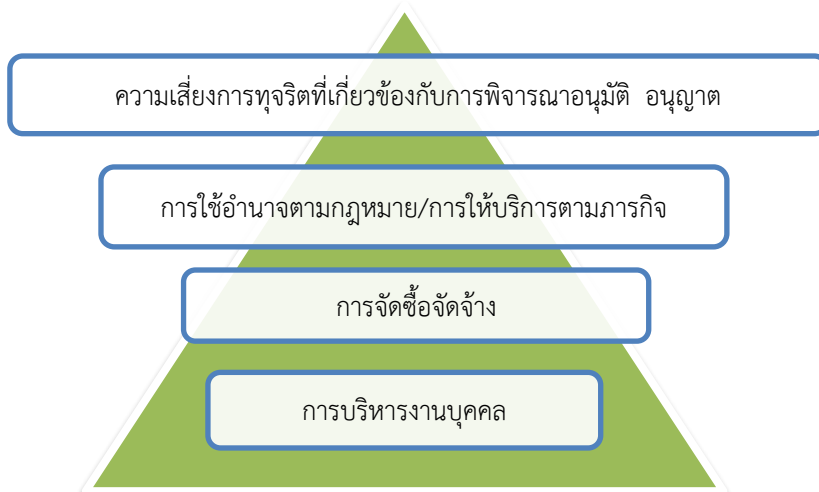 ความเสี่ยงการทุจริตที่เกี่ยวข้องกับการพิจารณาอนุมัติ อนุญาต
การใช้อำนาจตามกฎหมาย/การให้บริการตามภารกิจ
การจัดซื้อจัดจ้าง
การบริหารงานบุคคล